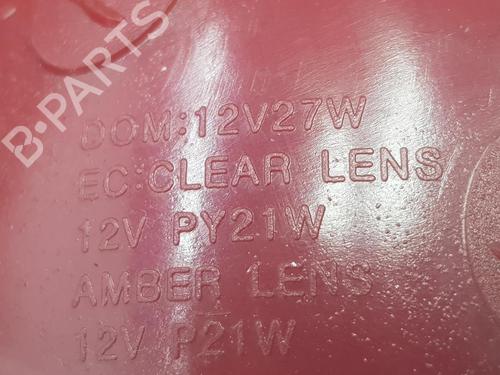 B-PARTS
DOM:12V27W
EC:CLEAR LENS
12V PY21W
AMBER LENS
12V P21W